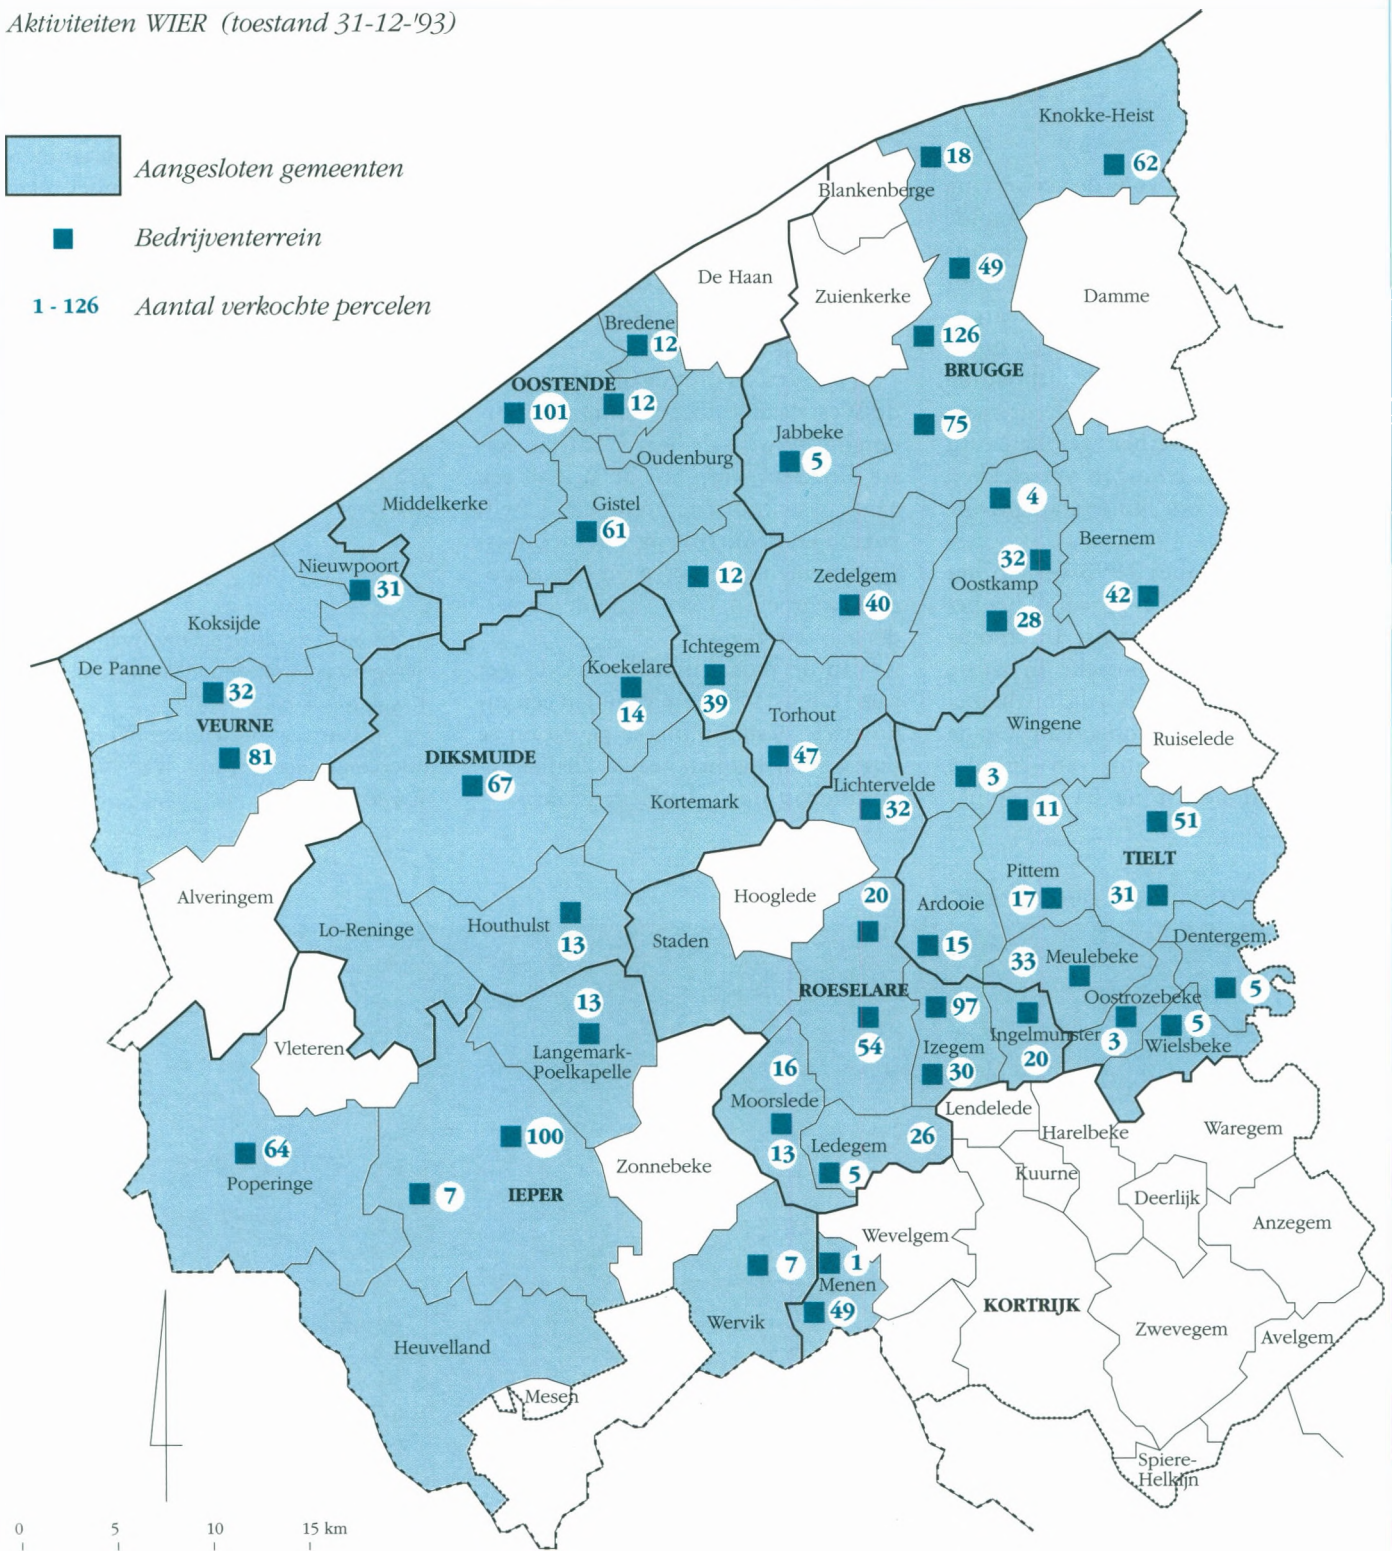 Aktiviteiten WIER (toestand 31-12-'93)
Aangesloten gemeenten
Bedrijventerrein
1 - 126 Aantal verkochte percelen
Knokke-Heist
18
62
Blankenberge
49
De Haan
Zuienkerke
Damme
Bredene
12
126
BRUGGE
OOSTENDE
101
12
75
Jabbeke
5
Oudenburg
Middelkerke
Gistel
61
4
Beernem
Nieuwpoort
31
12
Zedelgem
40
32
Oostkamp
42
28
Koksijde
De Panne
Ichtegem
Koekelare
32
14
39
VEURNE
81
Torhout
47
Wingene
Ruiselede
DIKSMUIDE
67
Kortemark
Lichtervelde
32
3
11
51
TIELT
Pittem
17
31
Alveringem
Hooglede
20
Ardooie
15
Lo-Reninge
Houthulst
13
Staden
33
Meulebeke
Dentergem
5
ROESELARE
54
97
Oostrozebeke
Ingelmunster
20
3
5
Wielsbeke
13
Langemark-
Poelkapelle
Vleteren
Izegem
30
16
Moorslede
13
Lendelede
Harelbeke
Waregem
100
Ledegem
26
5
64
Poperinge
7
IEPER
Zonnebeke
Kuurne
Deerlijk
Anzegem
Wevelgem
7
1
Menen
49
Wervik
KORTRIJK
Zwevegem
Avelgem
Heuvelland
Mesen
Spiere-
Helkijn
0 5 10 15 km